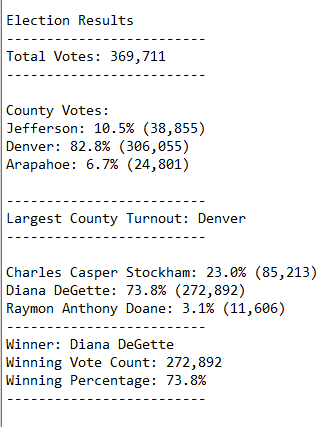 Election Results
-------------------------
Total Votes: 369,711
-------------------------
County Votes:
Jefferson: 10.5% (38,855)
Denver: 82.8% (306,055)
Arapahoe: 6.7% (24,801)
-------------------------
Largest County Turnout: Denver
-------------------------
Charles Casper Stockham: 23.0% (85,213)
Diana DeGette: 73.8% (272,892)
Raymon Anthony Doane: 3.1% (11,606)
-------------------------
Winner: Diana DeGette
Winning Vote Count: 272,892
Winning Percentage: 73.8%
-------------------------